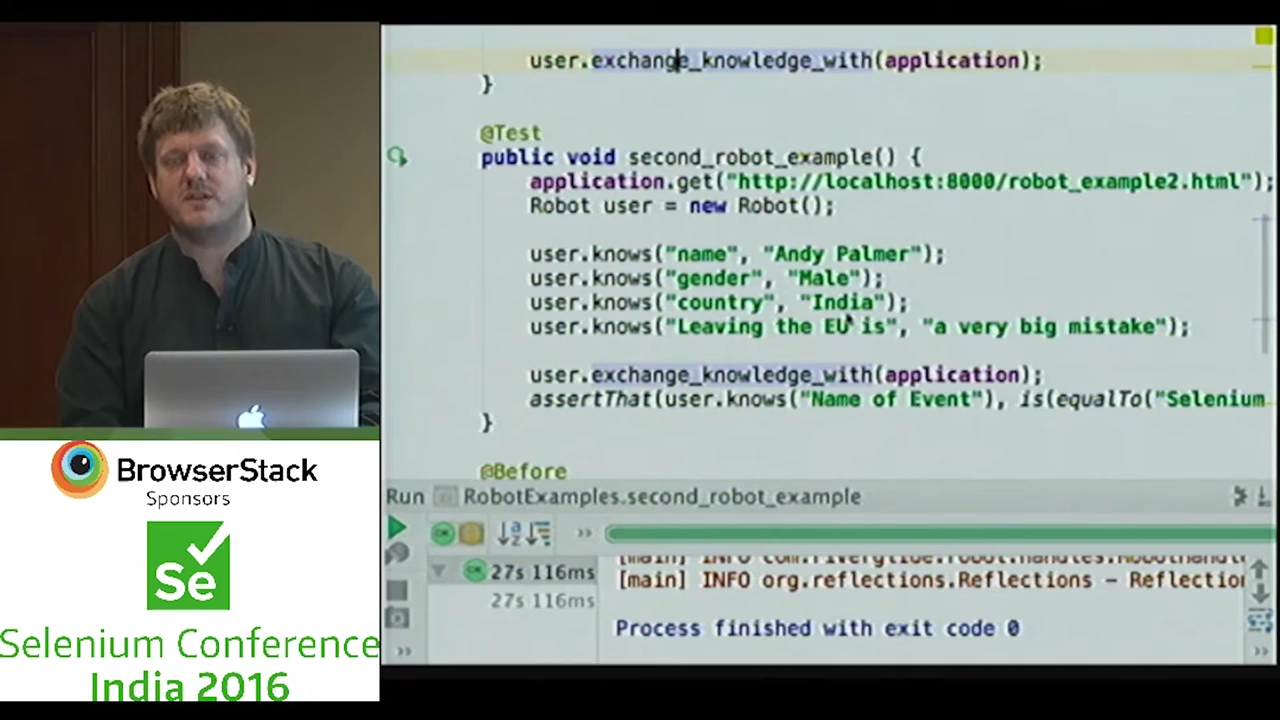 user.exchange_knowledge_with(application);
}
@Test
public void second_robot_example() {
application.get("http://localhost:8000/robot_example2.html");
Robot user = new Robot();
user.knows("name", "Andy Palmer");
user.knows("gender", "Male");
user.knows("country", "India");
user.knows("Leaving the EU is", "a very big mistake");
user.exchange_knowledge_with(application);
assertThat(user.knows("Name of Event"), is(equalTo("Selenium
}
@Before
Run RobotExamples.second_robot_example
[main] INFO
27s 116ms [main] INFO org.reflections.Reflections - Reflection
27s 116ms
Process finished with exit code 0
BrowserStack
Sponsors
Se
Selenium Conference
India 2016